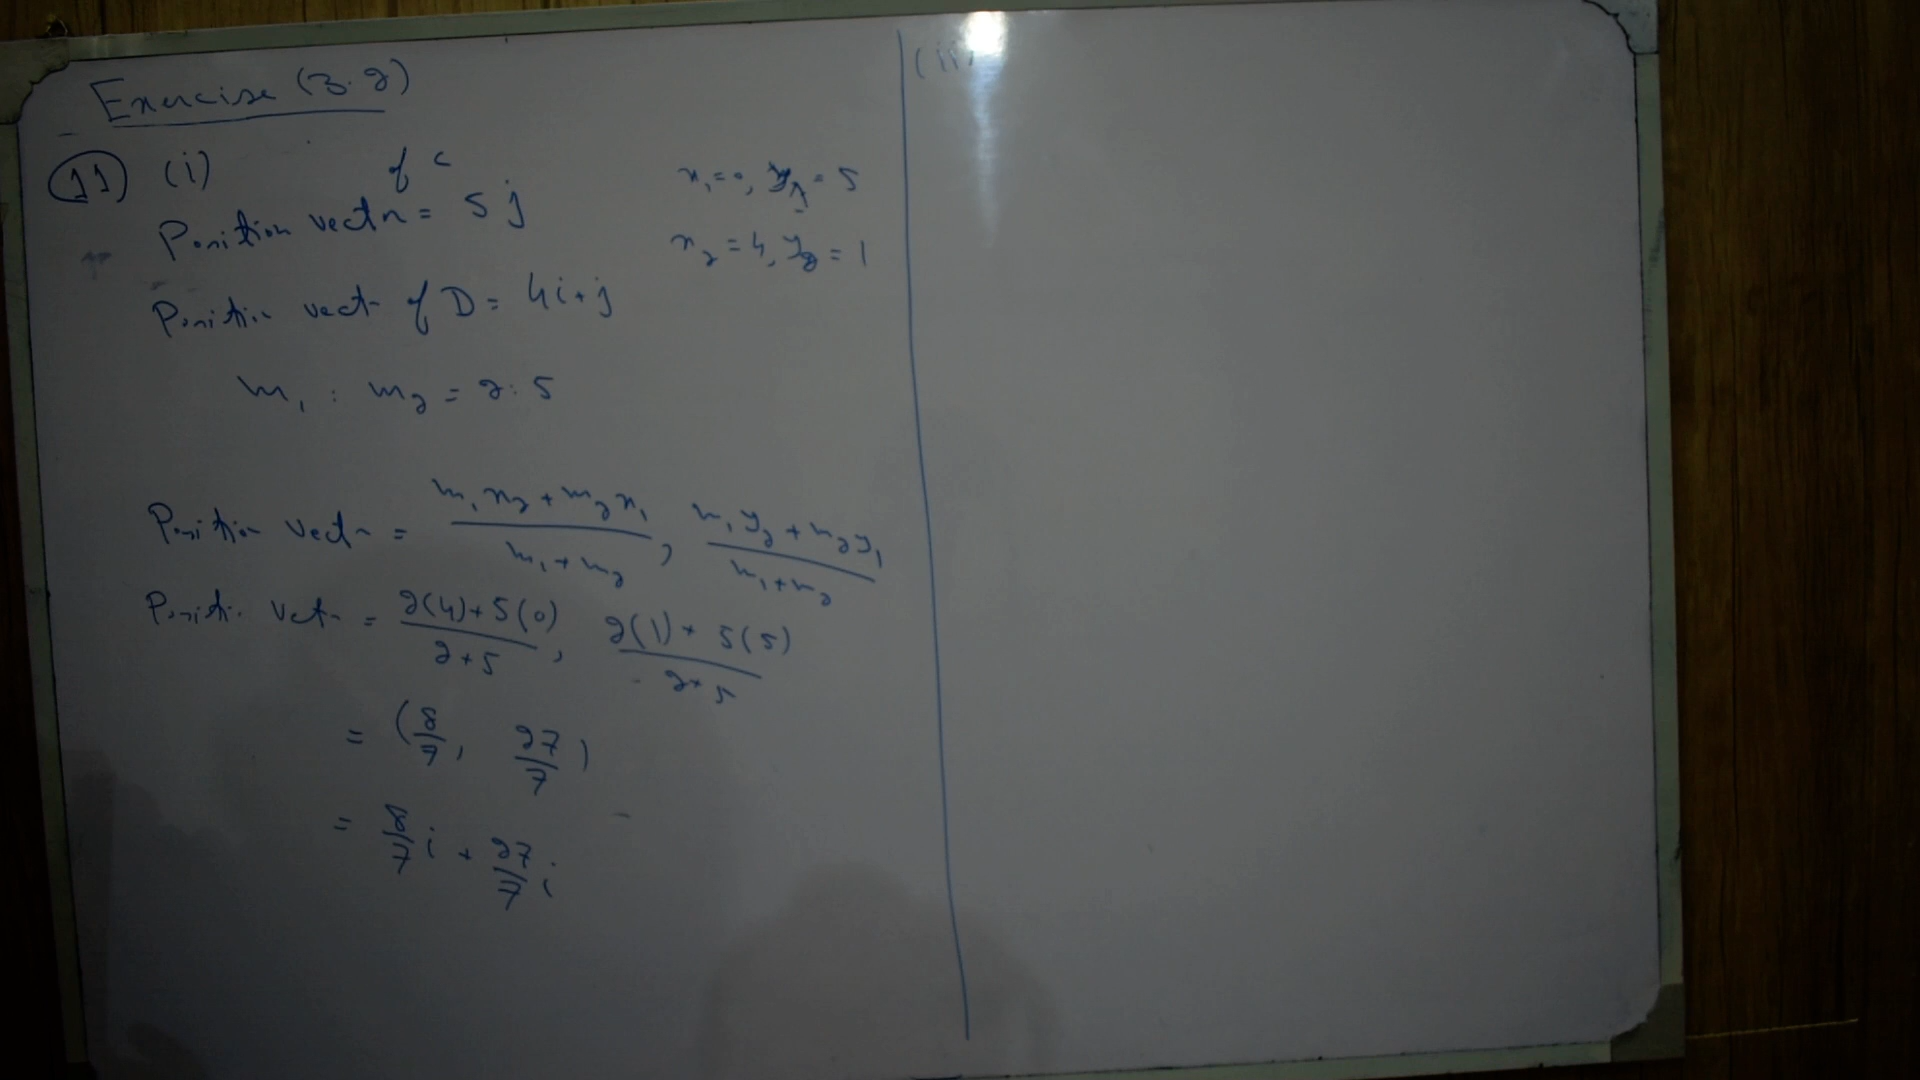 Exercise (3.2)
(11) (i)
of c
Position vector = 5j
x₁ = 0, y₁ = 5
x₂ = 4, y₂ = 1
Position vector of D = 4i + j
m₁ : m₂ = 2 : 5
Position vector = m₁x₂ + m₂x₁ / m₁ + m₂ , m₁y₂ + m₂y₁ / m₁ + m₂
Position vector = 2(4) + 5(0) / 2 + 5 , 2(1) + 5(5) / 2 + 5
= (8/7, 27/7)
= 8/7 i + 27/7 i
(ii)